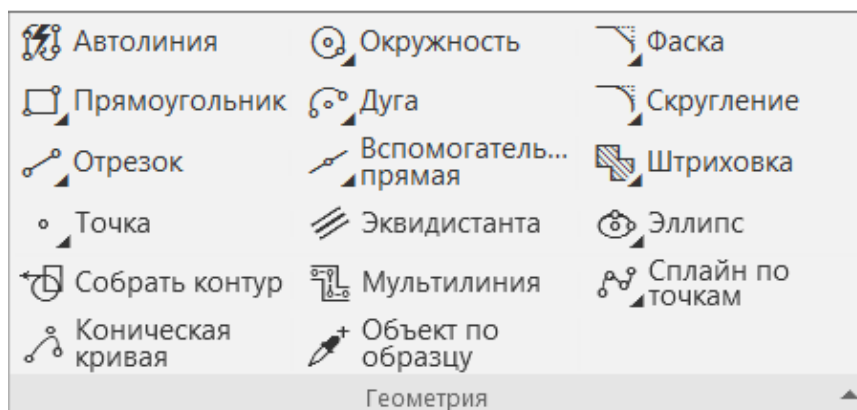 Автолиния
Окружность
Фаска
Прямоугольник
Дуга
Скругление
Отрезок
Вспомогатель...
прямая
Штриховка
Точка
Эквидистанта
Эллипс
Собрать контур
Мультилиния
Сплайн по
точкам
Коническая
кривая
Объект по
образцу
Геометрия